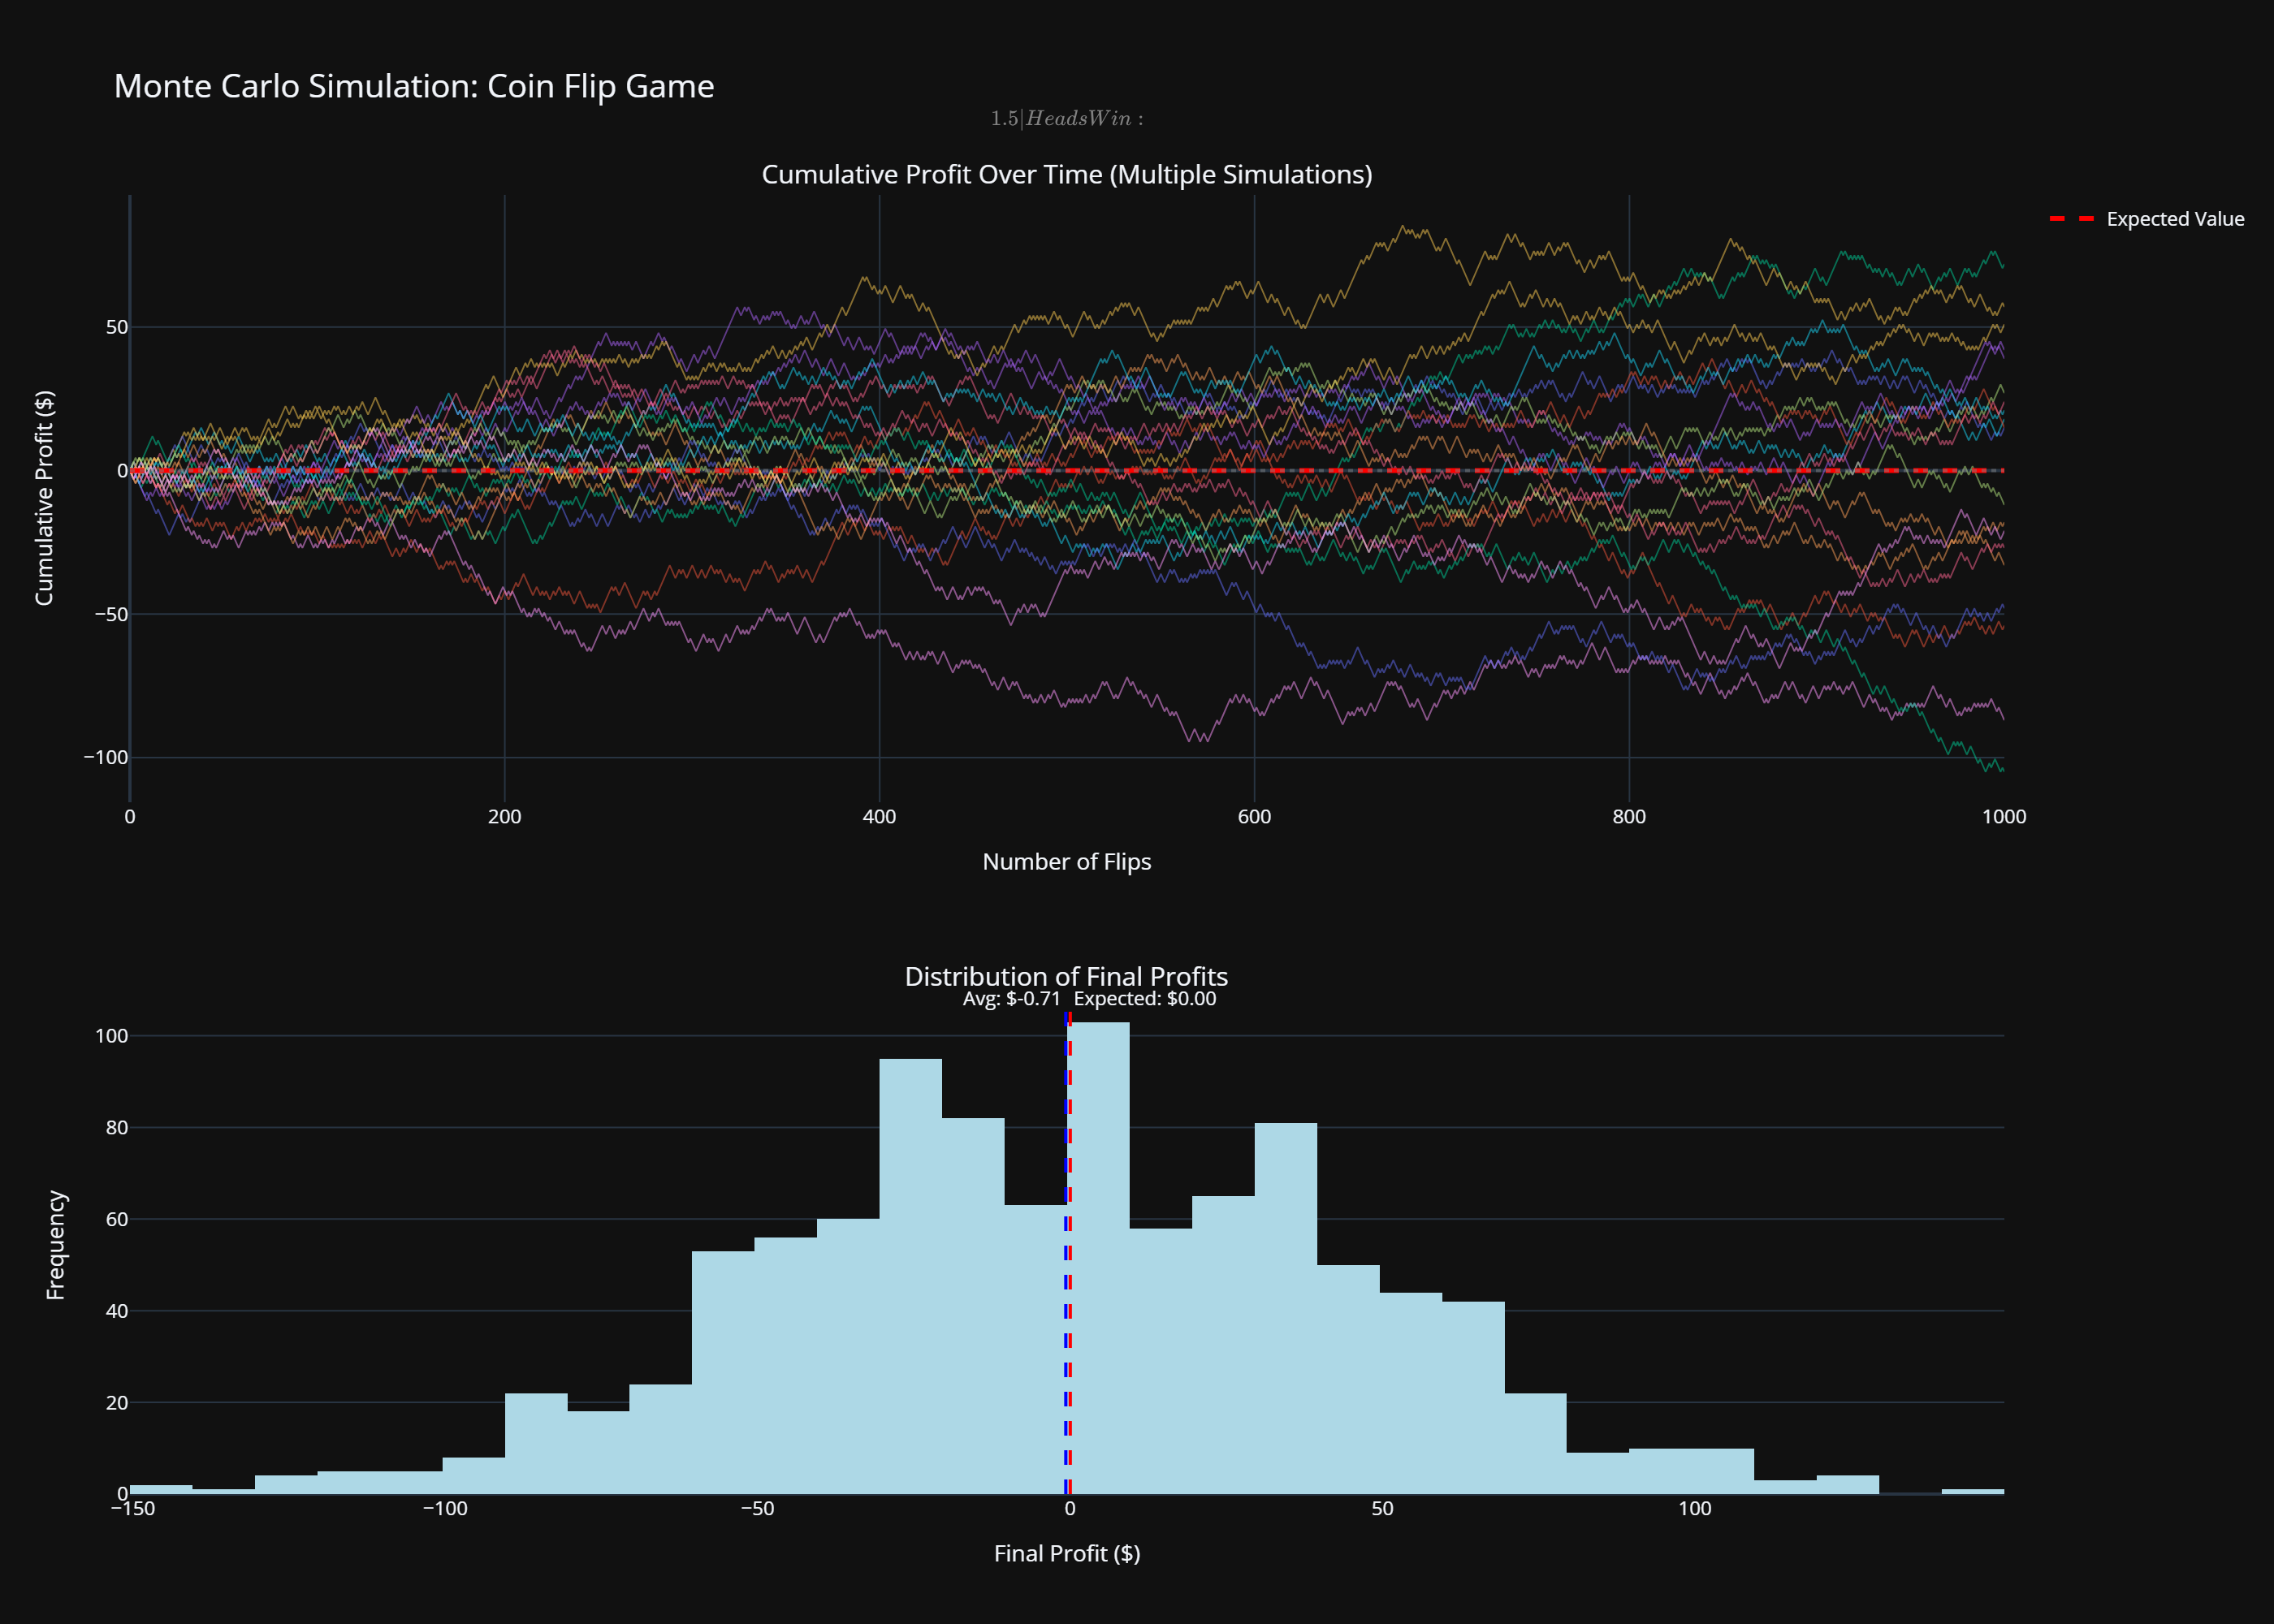 Monte Carlo Simulation: Coin Flip Game
1.5|HeadsWin:
Cumulative Profit Over Time (Multiple Simulations)
Expected Value
Cumulative Profit ($)
50
0
−50
−100
0 200 400 600 800 1000
Number of Flips
Distribution of Final Profits
Avg: $-0.71 Expected: $0.00
Frequency
100
80
60
40
20
0
−150 −100 −50 0 50 100
Final Profit ($)